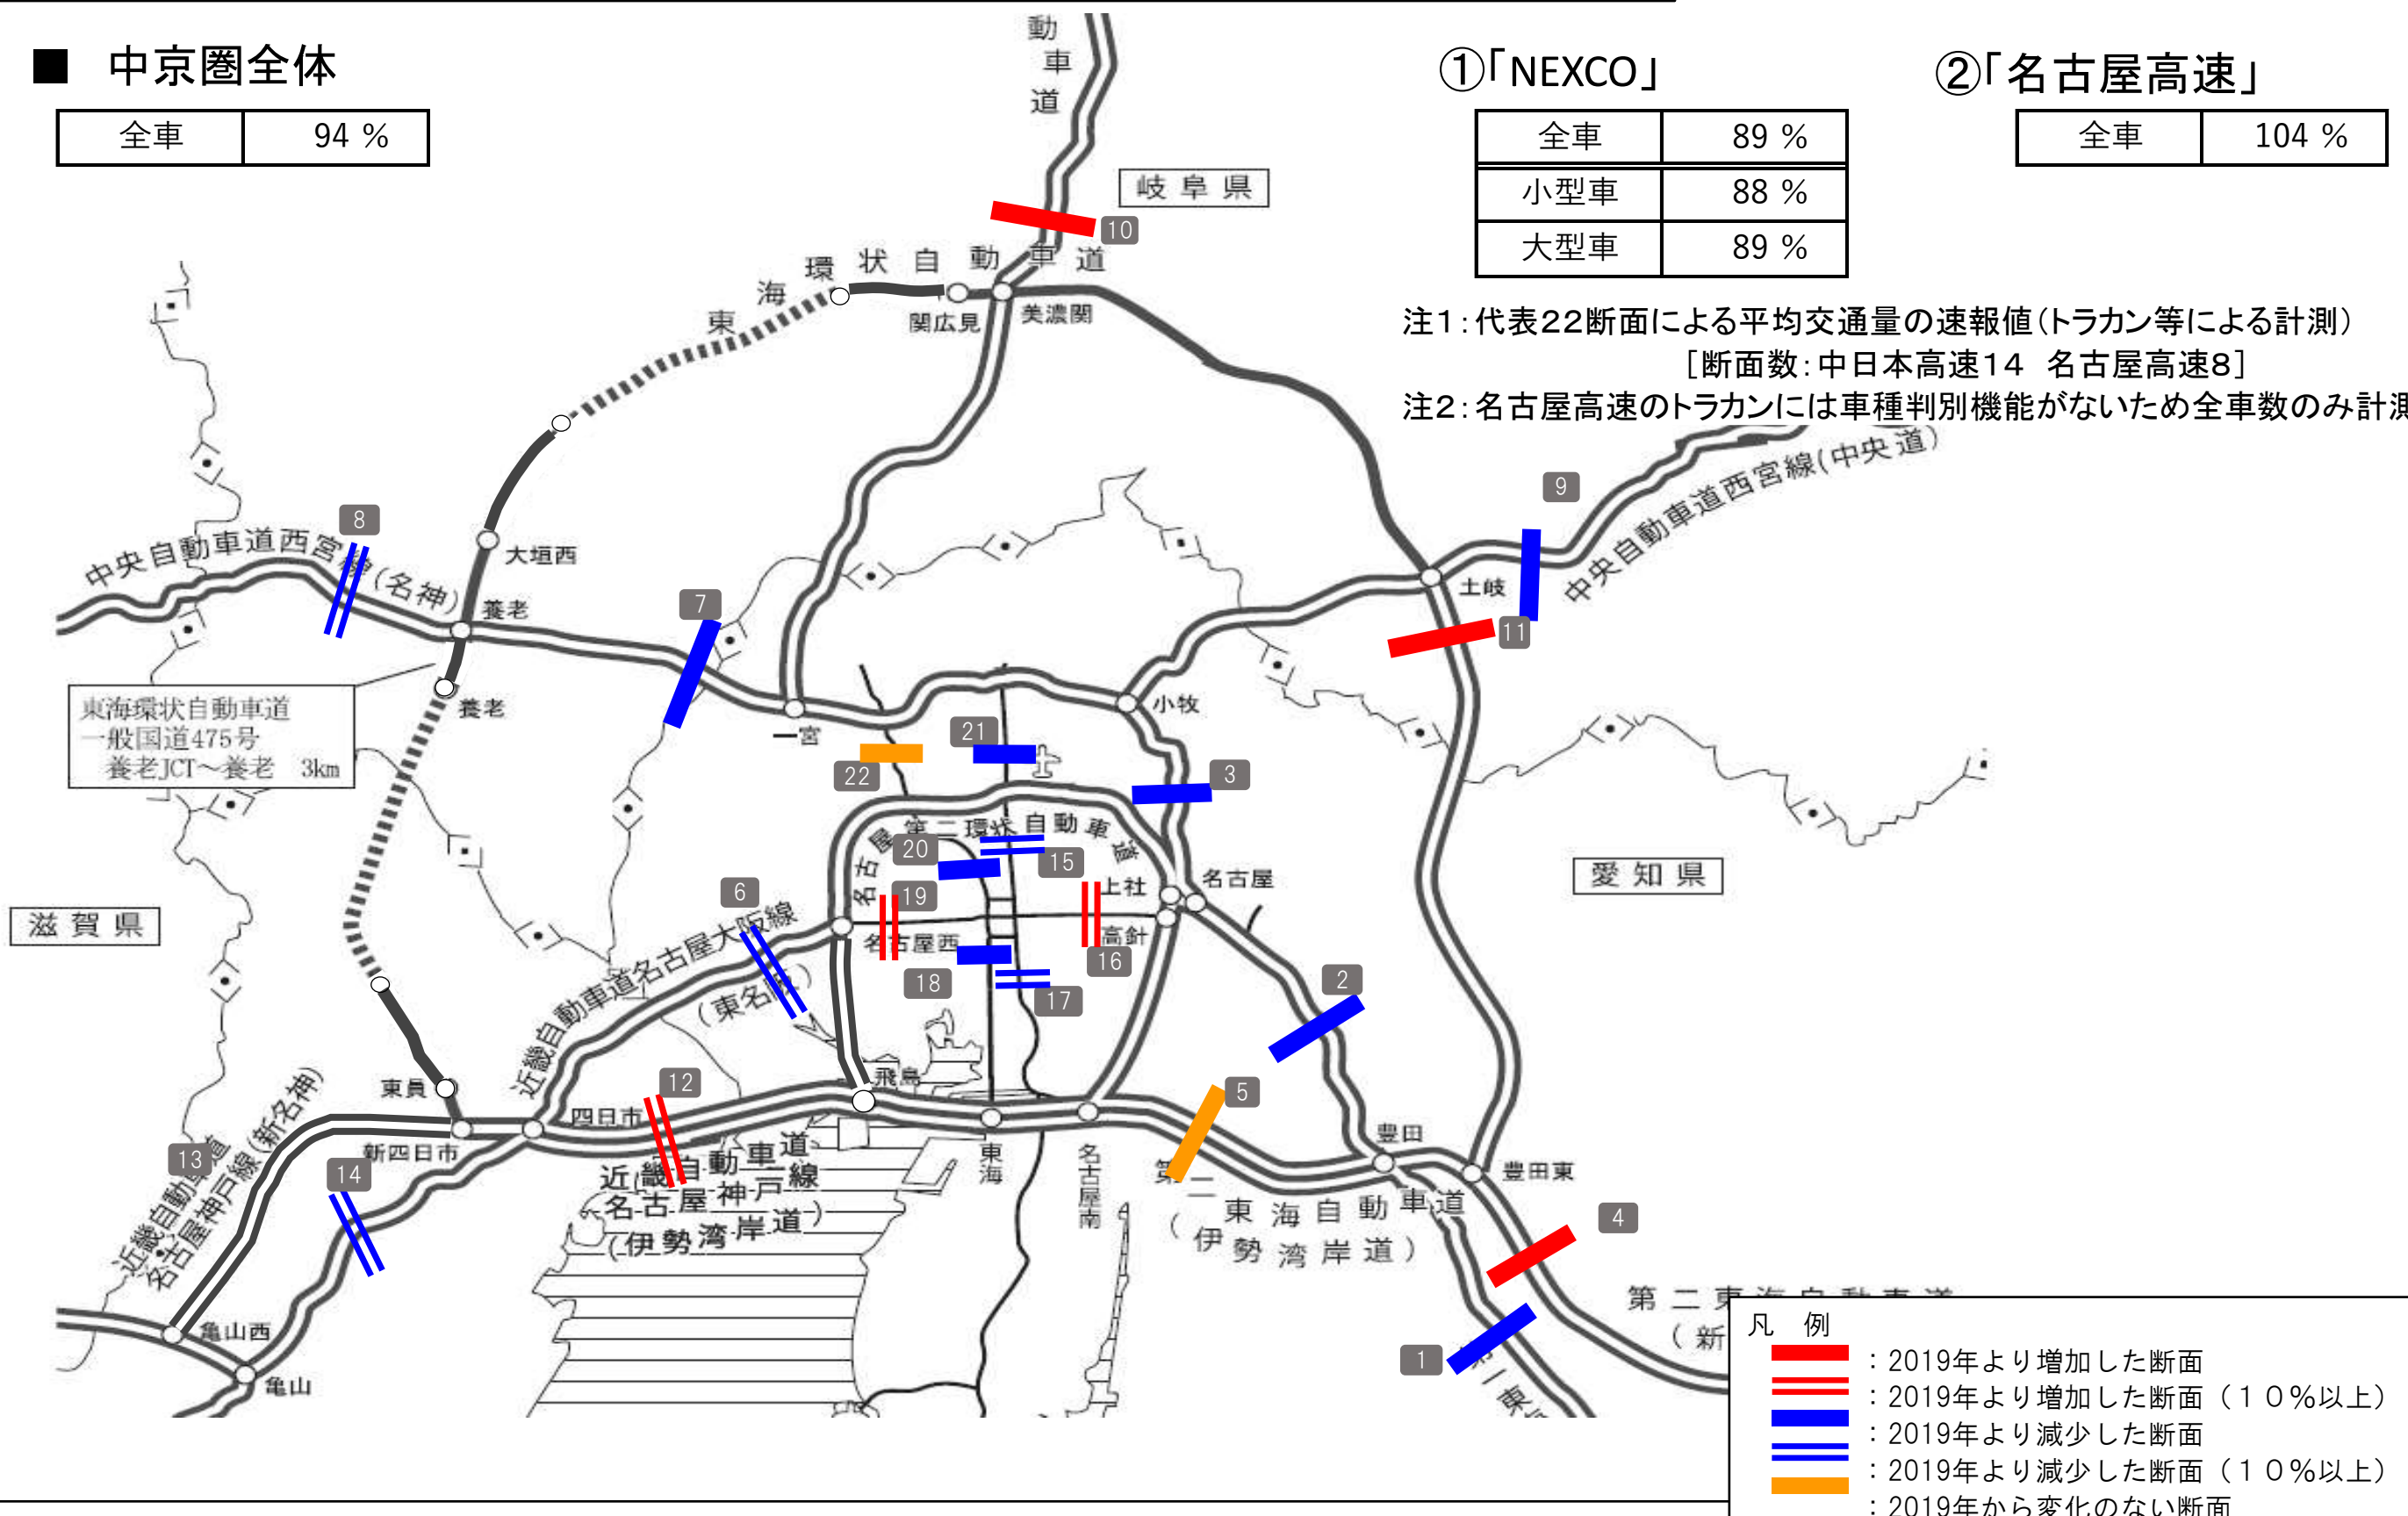 ■ 中京圏全体
全車 94 %
①「NEXCO」
全車 89 %
小型車 88 %
大型車 89 %
②「名古屋高速」
全車 104 %
注1:代表22断面による平均交通量の速報値(トラカン等による計測)
[断面数:中日本高速14 名古屋高速8]
注2:名古屋高速のトラカンには車種判別機能がないため全車数のみ計測
動車道
岐阜県
10
東海環状自動車道
関広見
美濃関
9
中央自動車道西宮線(中央道)
8
中央自動車道西宮線(名神)
大垣西
養老
7
土岐
11
東海環状自動車道
一般国道475号
養老JCT~養老 3km
養老
一宮
小牧
21
22
3
名古屋第二環状自動車道
20
15
上社
名古屋
愛知県
6
19
名古屋西
高針
滋賀県
近畿自動車道名古屋大阪線
(東名阪)
18
16
17
2
東員
12
飛島
5
四日市
新四日市
東海
名古屋南
豊田
豊田東
13
14
近畿自動車道
名古屋神戸線(新名神)
近畿自動車道
名古屋神戸線
(伊勢湾岸道)
第二東海自動車道
(伊勢湾岸道)
4
亀山西
亀山
1
第二東海自動車道
(新
第一東
凡 例
:2019年より増加した断面
:2019年より増加した断面(10%以上)
:2019年より減少した断面
:2019年より減少した断面(10%以上)
:2019年から変化のない断面